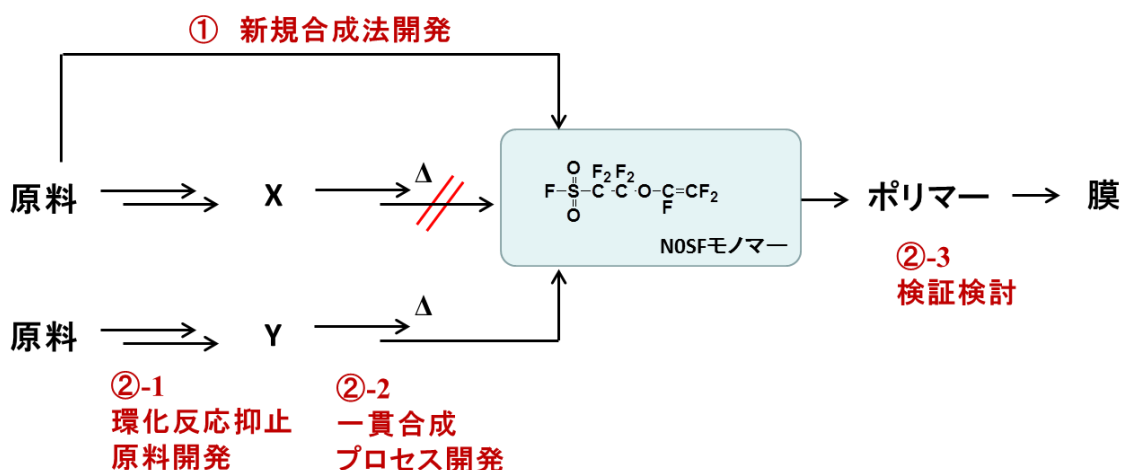 ① 新規合成法開発
原料
X
Δ
O
F2 F2
F-S-C-C-O-C=CF2
O
F
NOSFモノマー
ポリマー
膜
②-3
検証検討
原料
Y
Δ
②-1
環化反応抑止
原料開発
②-2
一貫合成
プロセス開発